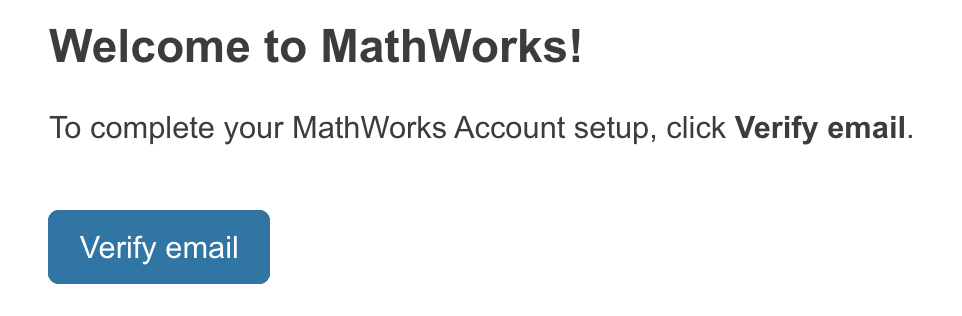 Welcome to MathWorks!
To complete your MathWorks Account setup, click Verify email.
Verify email